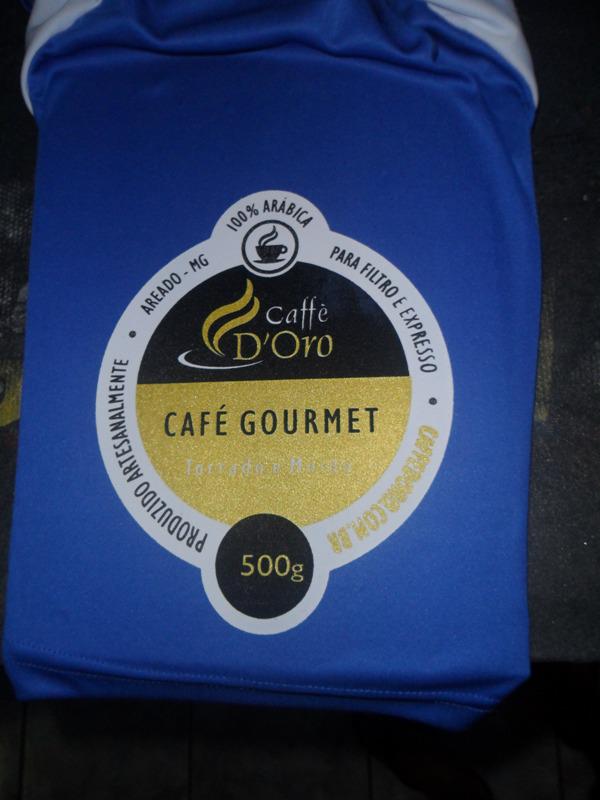 100% ARÁBICA
AREADO - MG
PARA FILTRO E EXPRESSO
Caffè
D'Oro
CAFÉ GOURMET
Torrado e Moído
PRODUZIDO ARTESANALMENTE
500g